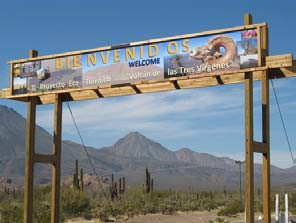 BIENVENIDOS
WELCOME
Proyecto Eco Turístico "Volcán de las Tres Vírgenes"